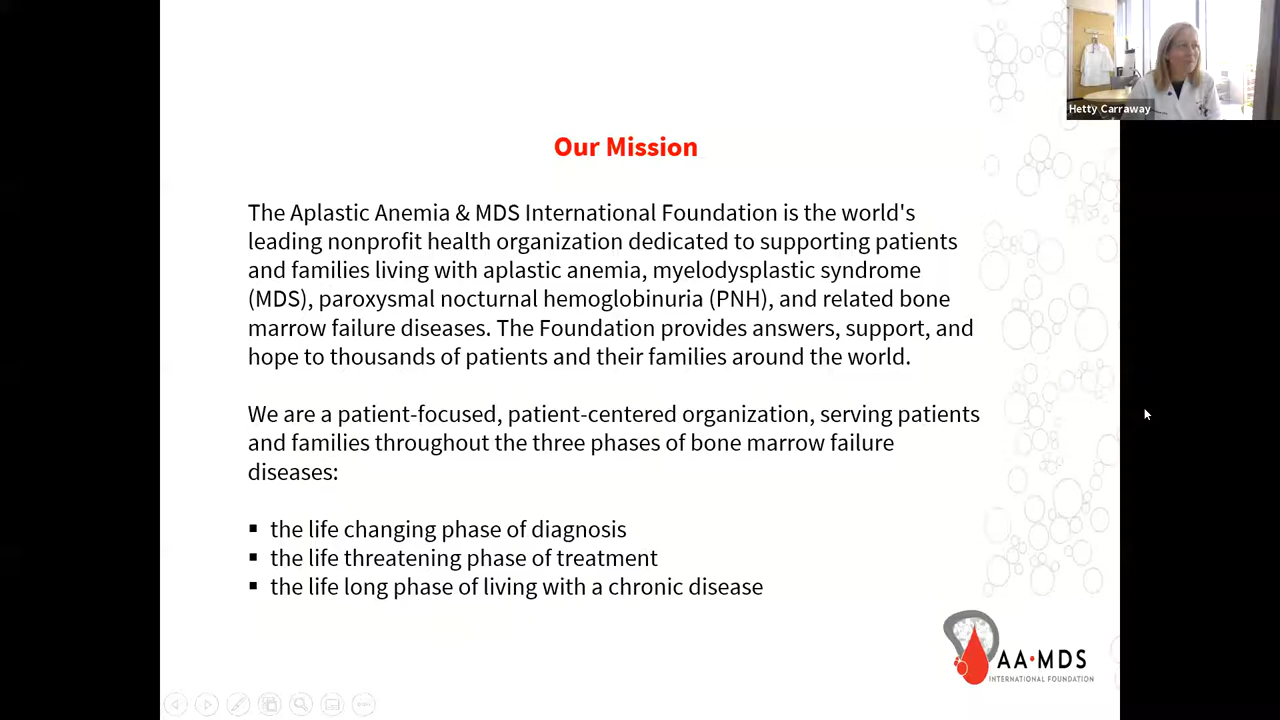 Hetty Carraway
Our Mission
The Aplastic Anemia & MDS International Foundation is the world's
leading nonprofit health organization dedicated to supporting patients
and families living with aplastic anemia, myelodysplastic syndrome
(MDS), paroxysmal nocturnal hemoglobinuria (PNH), and related bone
marrow failure diseases. The Foundation provides answers, support, and
hope to thousands of patients and their families around the world.
We are a patient-focused, patient-centered organization, serving patients
and families throughout the three phases of bone marrow failure
diseases:
▪ the life changing phase of diagnosis
▪ the life threatening phase of treatment
▪ the life long phase of living with a chronic disease
AA•MDS
INTERNATIONAL FOUNDATION